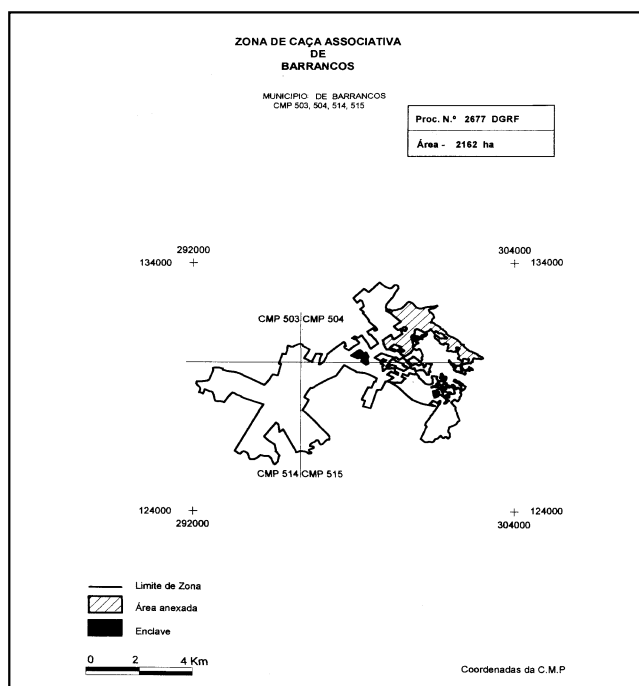 ZONA DE CAÇA ASSOCIATIVA
DE
BARRANCOS
MUNICIPIO DE BARRANCOS
CMP 503, 504, 514, 515
Proc. N.º 2677 DGRF
Área - 2162 ha
292000
134000
304000
134000
CMP 503 CMP 504
CMP 514 CMP 515
124000
292000
124000
304000
Limite de Zona
Área anexada
Enclave
0 2 4 Km
Coordenadas da C.M.P